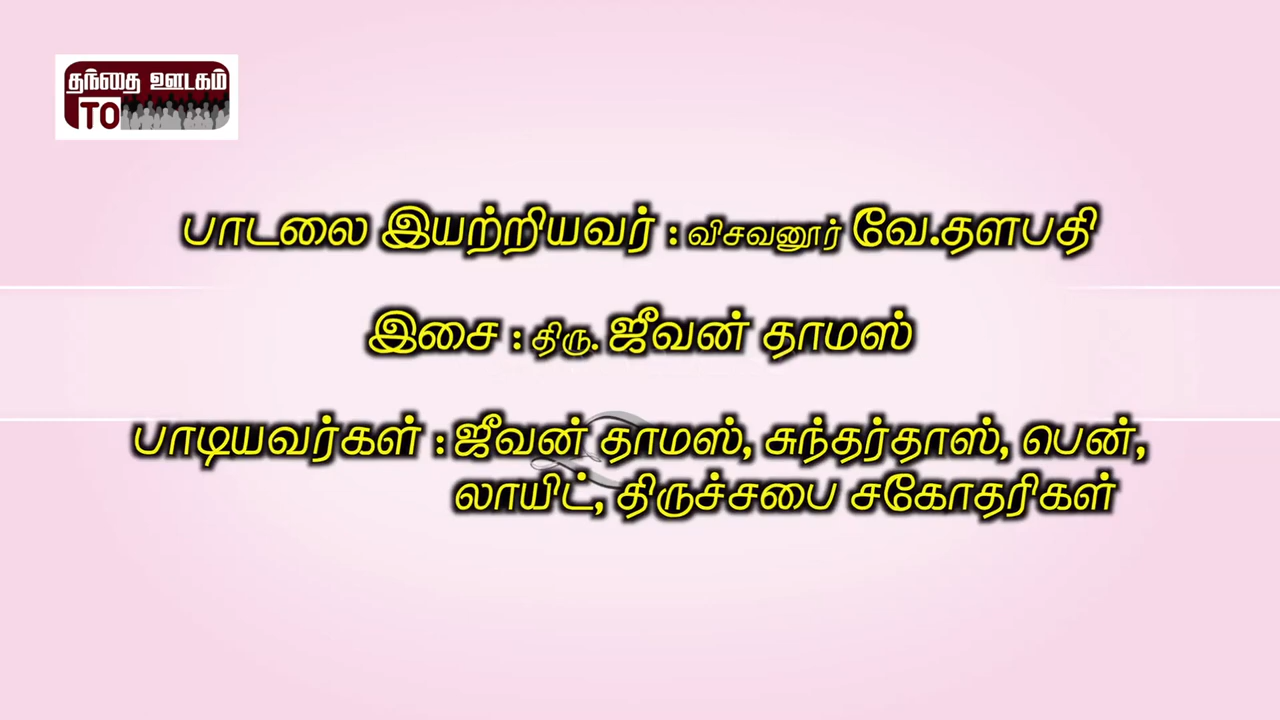 தந்தை ஊடகம்
TO
பாடலை இயற்றியவர் : விசவனூர் வே.தளபதி
இசை : திரு. ஜீவன் தாமஸ்
பாடியவர்கள் : ஜீவன் தாமஸ், சுந்தர்தாஸ், பென்,
லாயிட், திருச்சபை சகோதரிகள்